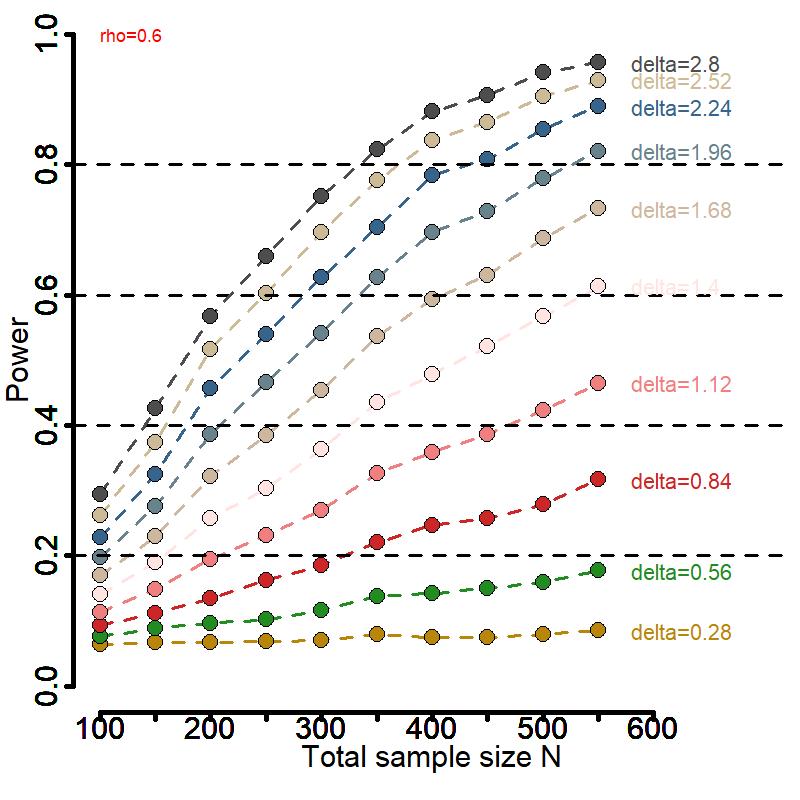 rho=0.6
1.0
0.8
0.6
0.4
0.2
0.0
Power
delta=2.8
delta=2.52
delta=2.24
delta=1.96
delta=1.68
delta=1.4
delta=1.12
delta=0.84
delta=0.56
delta=0.28
100 200 300 400 500 600
Total sample size N